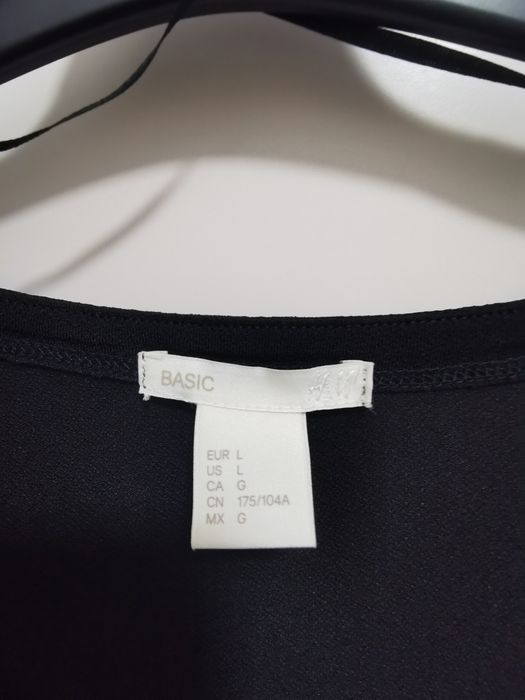 BASIC H&M
EUR L
US L
CA G
CN 175/104A
MX G